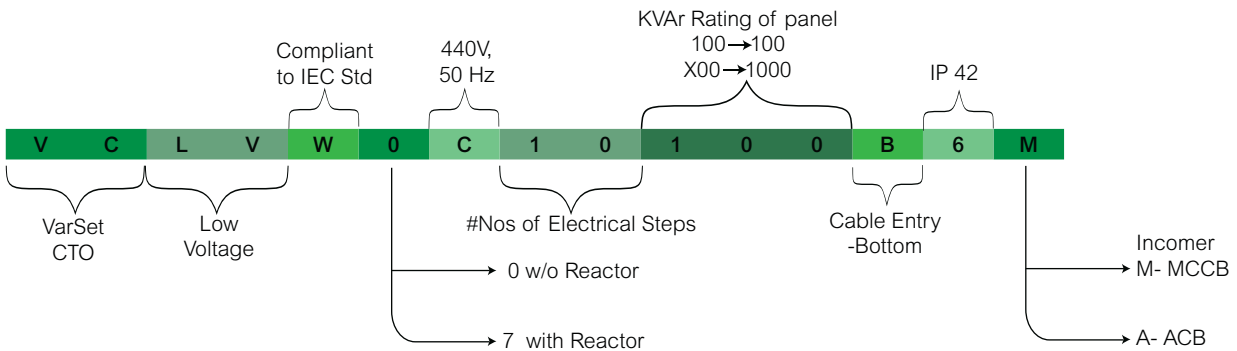 KVAr Rating of panel
100→100
X00→1000
Compliant
to IEC Std
440V,
50 Hz
IP 42
V C L V W 0 C 1 0 1 0 0 B 6 M
VarSet
CTO
Low
Voltage
#Nos of Electrical Steps
Cable Entry
-Bottom
0 w/o Reactor
7 with Reactor
Incomer
M- MCCB
A- ACB